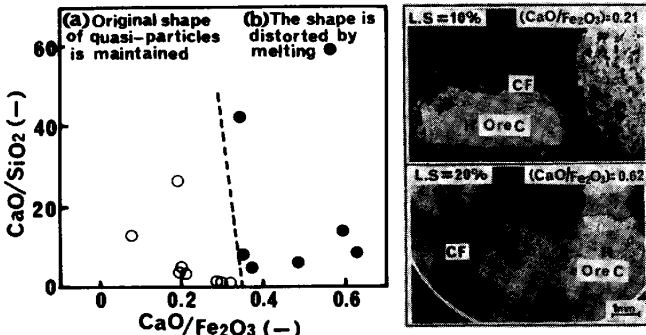 (a) Original shape
of quasi-particles
is maintained
(b) The shape is
distorted by
melting
60
40
20
0
CaO/SiO₂ (—)
0
0.2
0.4
0.6
CaO/Fe₂O₃ (—)
L.S=10% (CaO/Fe₂O₃)=0.21
CF
Ore C
L.S=20% (CaO/Fe₂O₃)=0.62
CF
Ore C
1mm